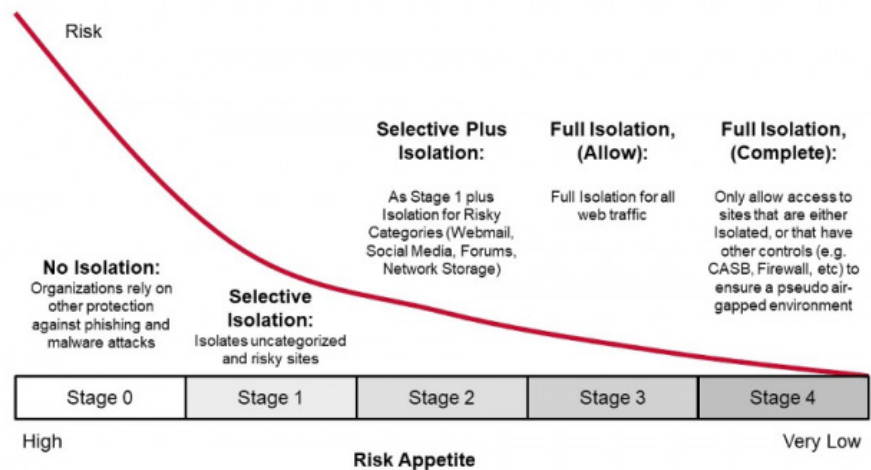 Risk
Selective Plus
Isolation:
As Stage 1 plus
Isolation for Risky
Categories (Webmail,
Social Media, Forums,
Network Storage)
Full Isolation,
(Allow):
Full Isolation for all
web traffic
Full Isolation,
(Complete):
Only allow access to
sites that are either
Isolated, or that have
other controls (e.g.
CASB, Firewall, etc) to
ensure a pseudo air-
gapped environment
No Isolation:
Organizations rely on
other protection
against phishing and
malware attacks
Selective
Isolation:
Isolates uncategorized
and risky sites
Stage 0
Stage 1
Stage 2
Stage 3
Stage 4
High
Very Low
Risk Appetite